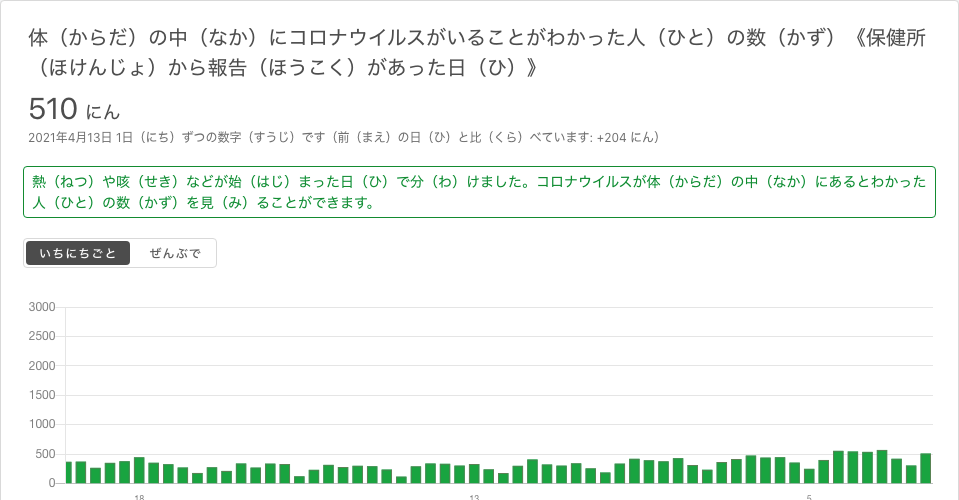 体（からだ）の中（なか）にコロナウイルスがいることがわかった人（ひと）の数（かず）《保健所
（ほけんじょ）から報告（ほうこく）があった日（ひ）》
510 にん
2021年4月13日 1日（にち）ずつの数字（すうじ）です（前（まえ）の日（ひ）と比（くら）べています: +204 にん）
熱（ねつ）や咳（せき）などが始（はじ）まった日（ひ）で分（わ）けました。コロナウイルスが体（からだ）の中（なか）にあるとわかった
人（ひと）の数（かず）を見（み）ることができます。
いちにちごと ぜんぶで
3000
2500
2000
1500
1000
500
0
18 13 5